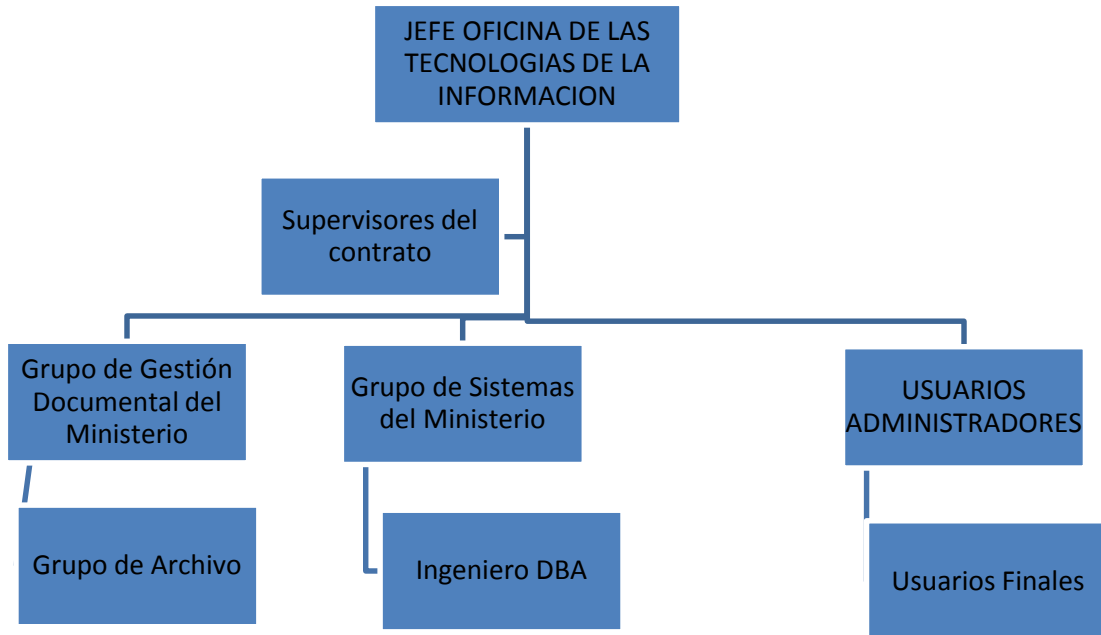 JEFE OFICINA DE LAS
TECNOLOGIAS DE LA
INFORMACION
Supervisores del
contrato
Grupo de Gestión
Documental del
Ministerio
Grupo de Sistemas
del Ministerio
USUARIOS
ADMINISTRADORES
Grupo de Archivo
Ingeniero DBA
Usuarios Finales